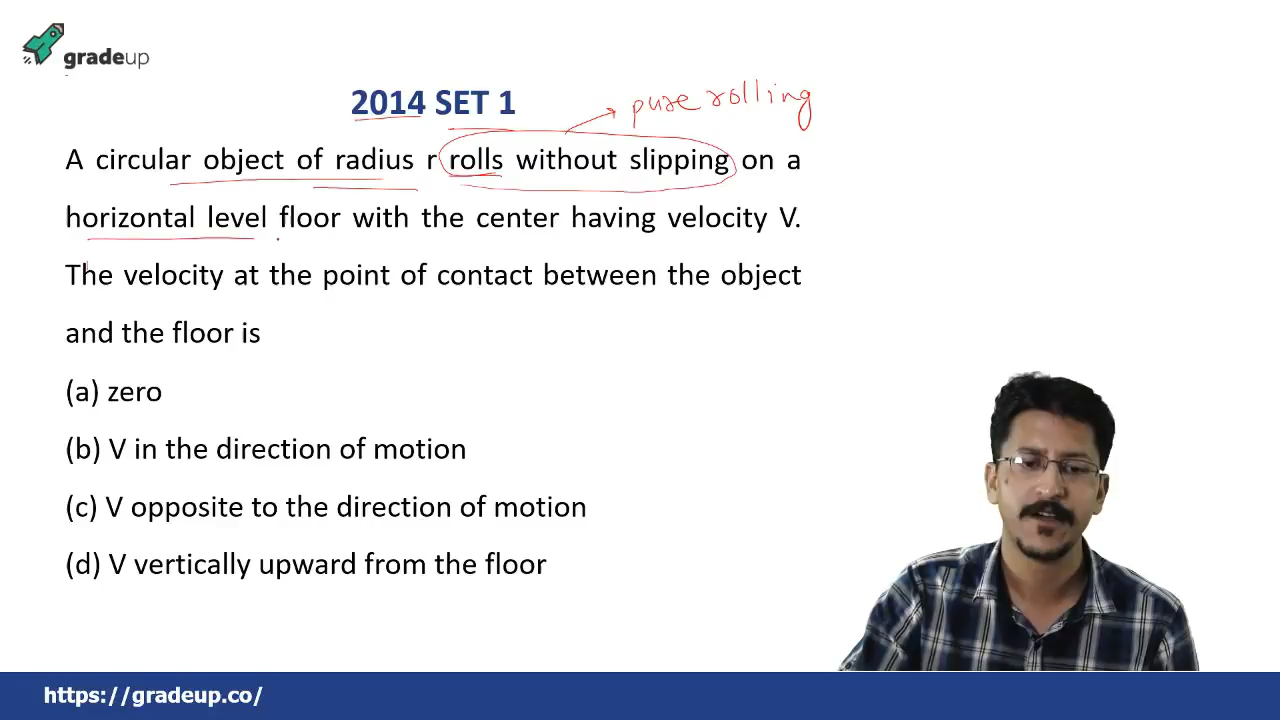 gradeup
2014 SET 1
pure rolling
A circular object of radius r rolls without slipping on a
horizontal level floor with the center having velocity V.
The velocity at the point of contact between the object
and the floor is
(a) zero
(b) V in the direction of motion
(c) V opposite to the direction of motion
(d) V vertically upward from the floor
https://gradeup.co/